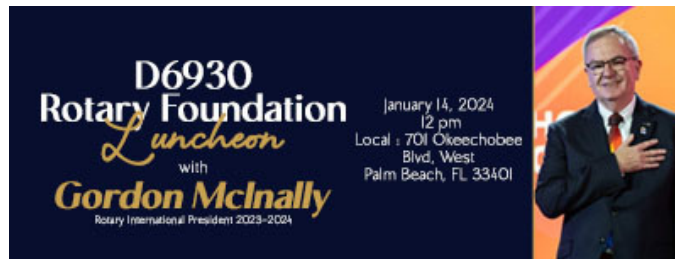 D6930
Rotary Foundation
Luncheon
with
Gordon McInally
Rotary International President 2023-2024
January 14, 2024
12 pm
Local : 701 Okeechobee
Blvd, West
Palm Beach, FL 33401